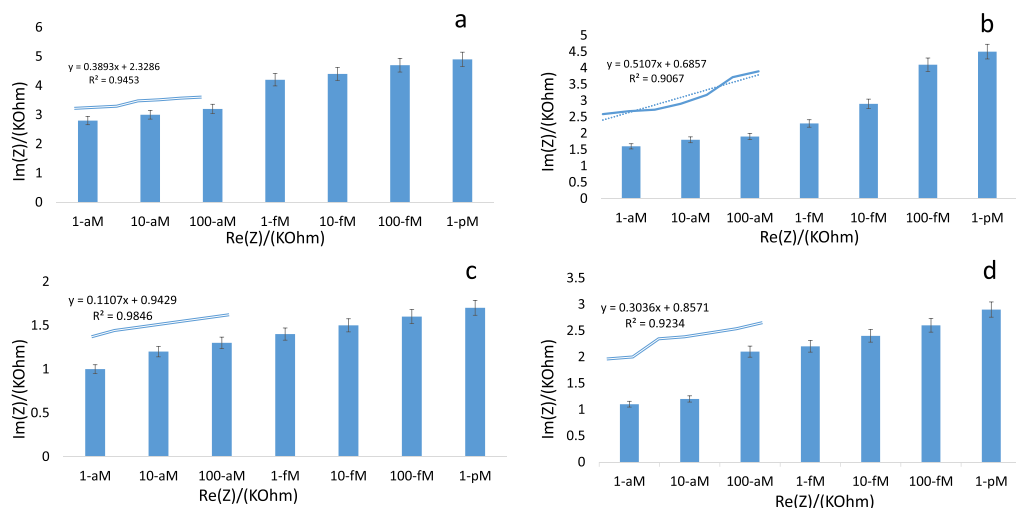 a
6
5
4
3
2
1
0
Im(Z)/(KOhm)
y = 0.3893x + 2.3286
R² = 0.9453
1-aM 10-aM 100-aM 1-fM 10-fM 100-fM 1-pM
Re(Z)/(KOhm)
b
5
4.5
4
3.5
3
2.5
2
1.5
1
0.5
0
Im(Z)/(KOhm)
y = 0.5107x + 0.6857
R² = 0.9067
1-aM 10-aM 100-aM 1-fM 10-fM 100-fM 1-pM
Re(Z)/(KOhm)
c
2
1.5
1
0.5
0
Im(Z)/(KOhm)
y = 0.1107x + 0.9429
R² = 0.9846
1-aM 10-aM 100-aM 1-fM 10-fM 100-fM 1-pM
Re(Z)/(KOhm)
d
3.5
3
2.5
2
1.5
1
0.5
0
Im(Z)/(KOhm)
y = 0.3036x + 0.8571
R² = 0.9234
1-aM 10-aM 100-aM 1-fM 10-fM 100-fM 1-pM
Re(Z)/(KOhm)